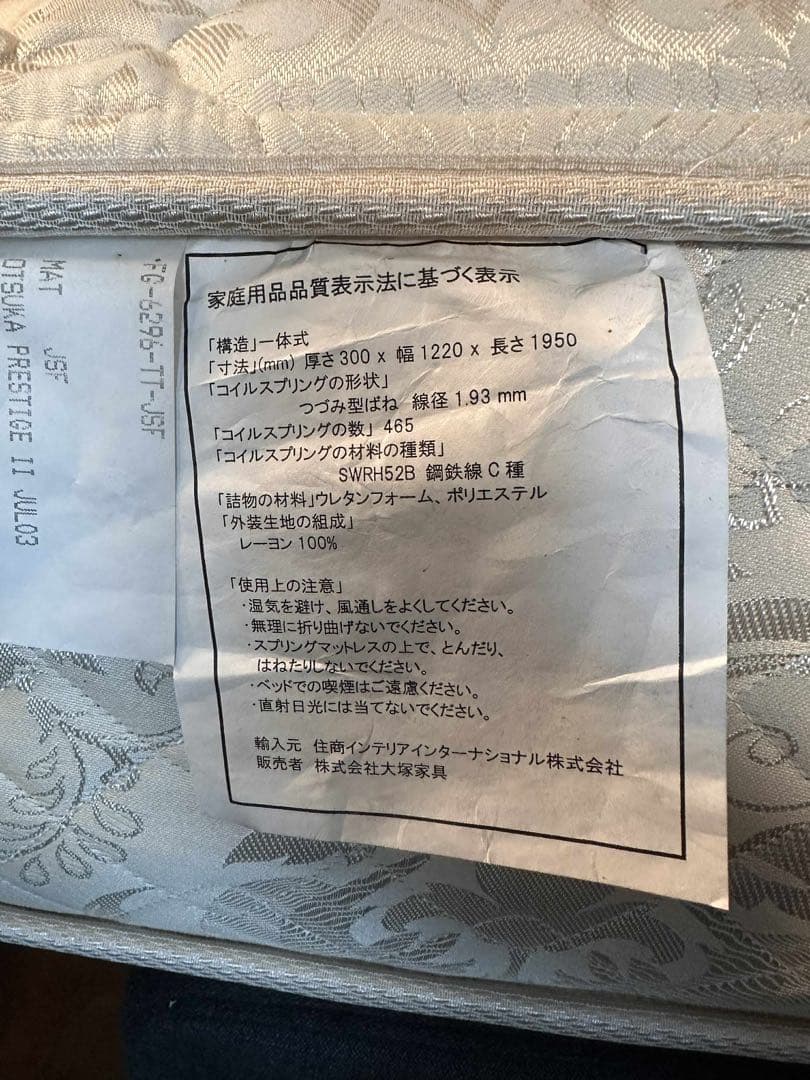 家庭用品品質表示法に基づく表示
「構造」一体式
「寸法」(mm) 厚さ300 x 幅1220 x 長さ1950
「コイルスプリングの形状」
つづみ型ばね 線径 1.93 mm
「コイルスプリングの数」 465
「コイルスプリングの材料の種類」
SWRH52B 鋼鉄線C種
「詰物の材料」ウレタンフォーム、ポリエステル
「外装生地の組成」
レーヨン 100%
「使用上の注意」
・湿気を避け、風通しをよくしてください。
・無理に折り曲げないでください。
・スプリングマットレスの上で、とんだり、
はねたりしないでください。
・ベッドでの喫煙はご遠慮ください。
・直射日光には当てないでください。
輸入元 住商インテリアインターナショナル株式会社
販売者 株式会社大塚家具
FG-6296-TT-JSF
MAT JSF
OTSUKA PRESTIGE II JUL03